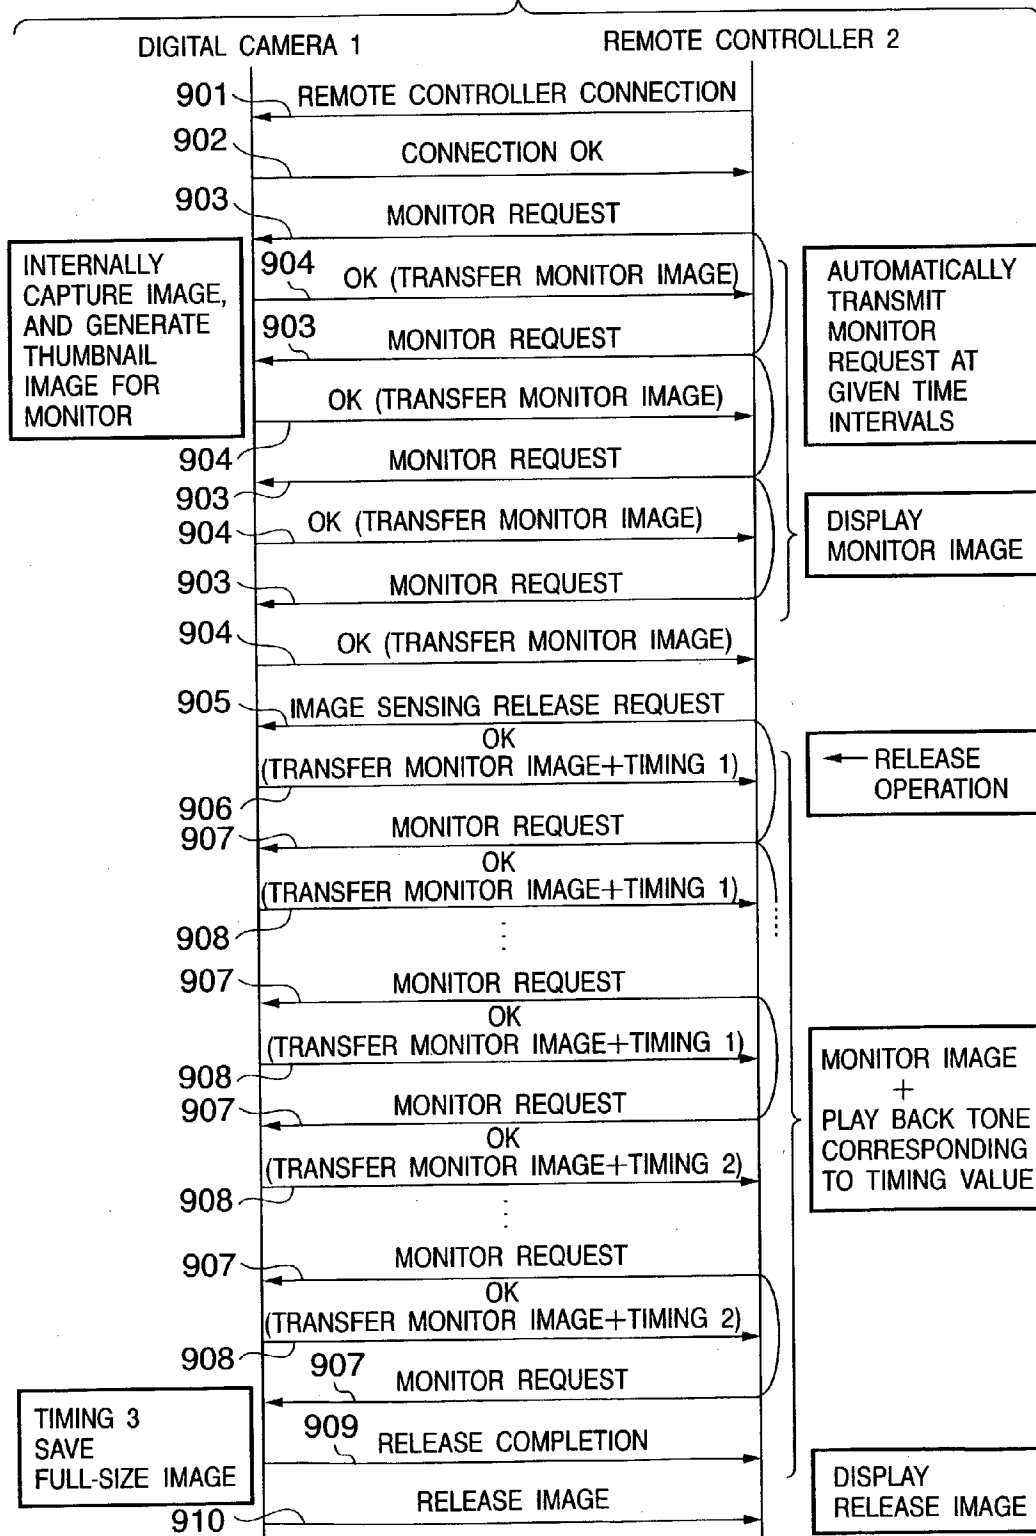 DIGITAL CAMERA 1
REMOTE CONTROLLER 2
901
REMOTE CONTROLLER CONNECTION
902
CONNECTION OK
903
MONITOR REQUEST
INTERNALLY
CAPTURE IMAGE,
AND GENERATE
THUMBNAIL
IMAGE FOR
MONITOR
904
OK (TRANSFER MONITOR IMAGE)
AUTOMATICALLY
TRANSMIT
MONITOR
REQUEST AT
GIVEN TIME
INTERVALS
903
MONITOR REQUEST
OK (TRANSFER MONITOR IMAGE)
904
MONITOR REQUEST
903
OK (TRANSFER MONITOR IMAGE)
904
DISPLAY
MONITOR IMAGE
903
MONITOR REQUEST
904
OK (TRANSFER MONITOR IMAGE)
905
IMAGE SENSING RELEASE REQUEST
OK
(TRANSFER MONITOR IMAGE+TIMING 1)
906
RELEASE
OPERATION
MONITOR REQUEST
907
OK
(TRANSFER MONITOR IMAGE+TIMING 1)
908
907
MONITOR REQUEST
OK
(TRANSFER MONITOR IMAGE+TIMING 1)
908
MONITOR IMAGE
+
PLAY BACK TONE
CORRESPONDING
TO TIMING VALUE
907
MONITOR REQUEST
OK
(TRANSFER MONITOR IMAGE+TIMING 2)
908
907
MONITOR REQUEST
OK
(TRANSFER MONITOR IMAGE+TIMING 2)
908
907
MONITOR REQUEST
TIMING 3
SAVE
FULL-SIZE IMAGE
909
RELEASE COMPLETION
DISPLAY
RELEASE IMAGE
910
RELEASE IMAGE